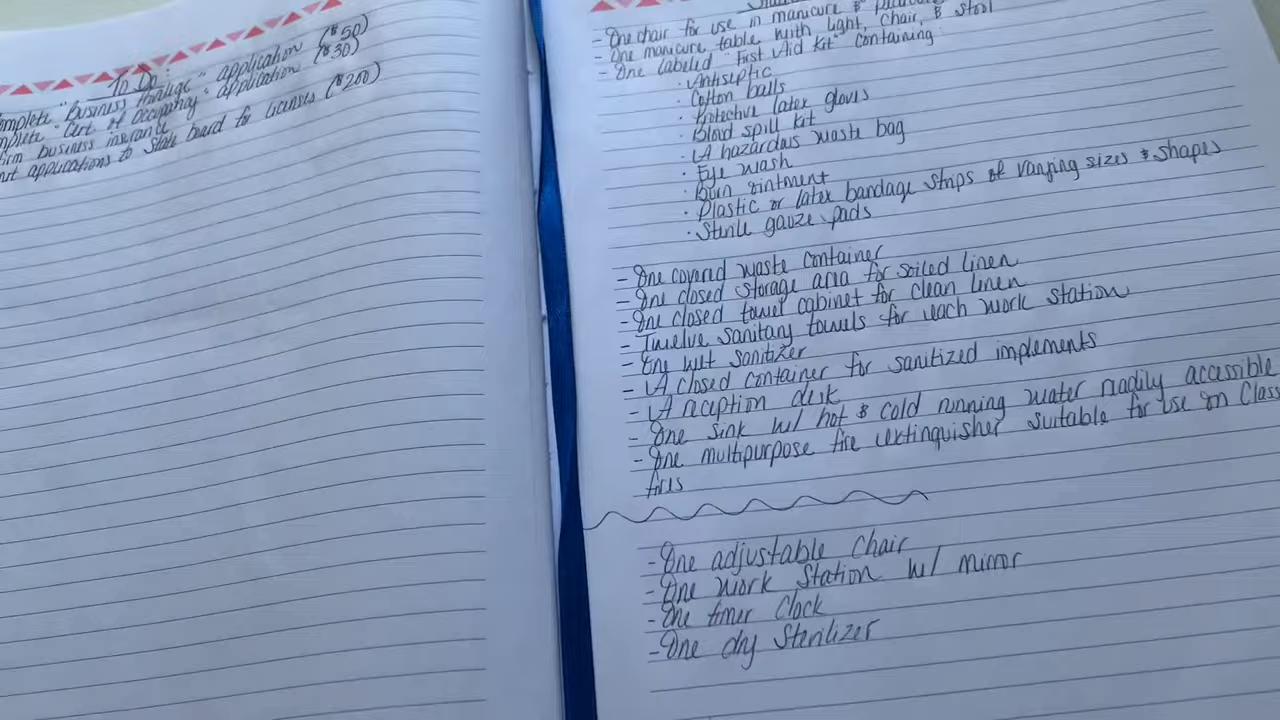 To Do:
"Business Privilege" application ($50)
Cert. of Occupancy application ($30)
business insurance
applications to State board for licenses ($200)
- One chair for use in manicure &
- One manicure table with light, Chair, & Stool
- One labeled "First Aid kit" containing:
· Antiseptic
· Cotton balls
· Protective latex gloves
· Blood spill kit
· A hazardous waste bag
· Eye wash
· Burn ointment
· Plastic or latex bandage strips of varying sizes & shapes
· Sterile gauze pads
- One covered waste container
- One closed storage area for soiled linen
- One closed towel cabinet for clean linen
- Twelve sanitary towels for each work station
- One wet sanitizer
- A closed container for sanitized implements
- A reception desk
- One sink w/ hot & cold running water readily accessible
- One multipurpose fire extinguisher suitable for use on Class
fires
- One adjustable chair
- One work station w/ mirror
- One timer clock
- One dry sterilizer